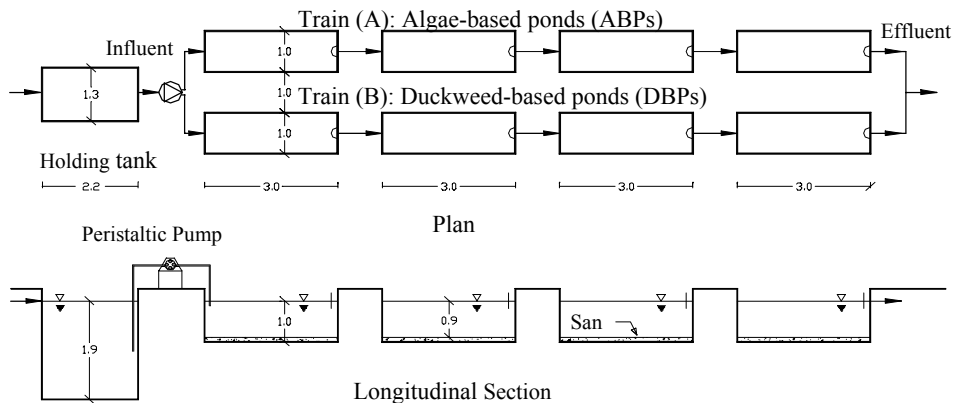 Train (A): Algae-based ponds (ABPs)
Influent
Effluent
1.0
1.3
1.0
Train (B): Duckweed-based ponds (DBPs)
1.0
Holding tank
2.2
3.0
3.0
3.0
3.0
Plan
Peristaltic Pump
1.0
0.9
San
1.9
Longitudinal Section